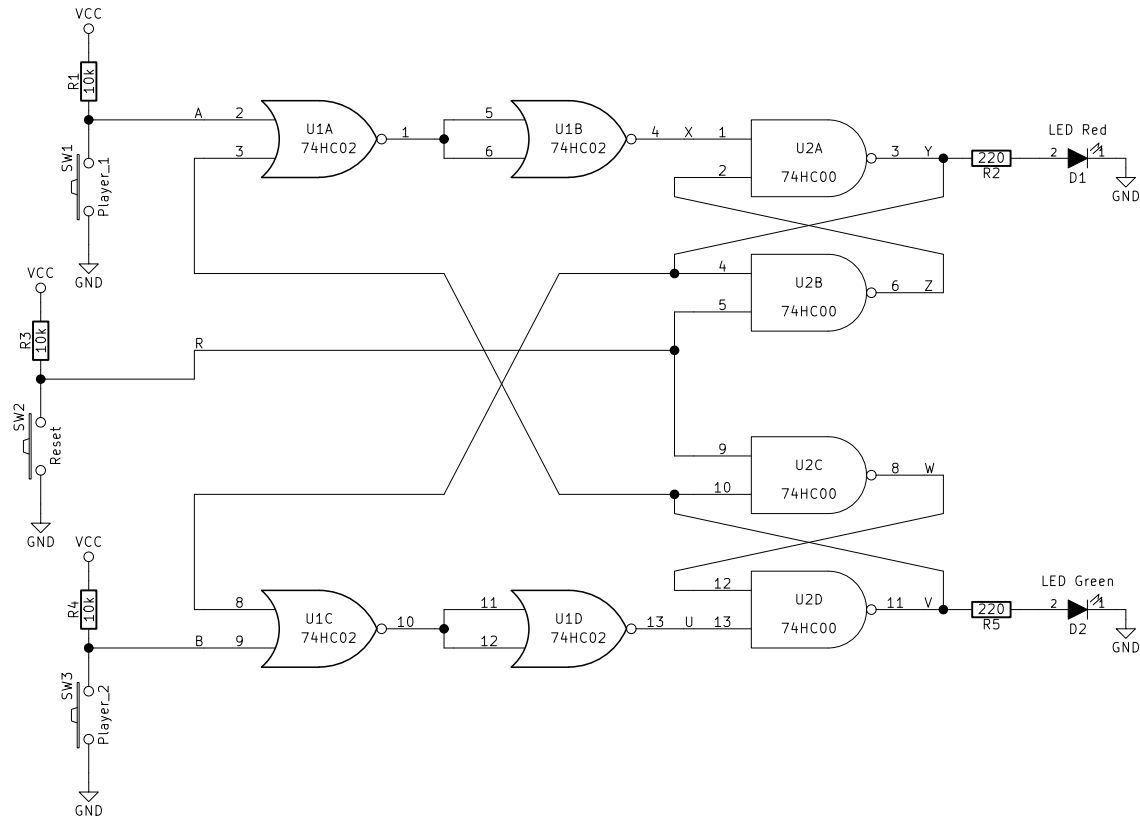 VCC
R1
10k
A
2
3
SW1
Player_1
GND
U1A
74HC02
1
5
6
U1B
74HC02
4
X
1
2
U2A
74HC00
3
Y
220
R2
LED Red
2
1
D1
GND
VCC
R3
10k
R
SW2
Reset
GND
4
5
U2B
74HC00
6
Z
9
10
U2C
74HC00
8
W
VCC
R4
10k
8
B
9
SW3
Player_2
GND
U1C
74HC02
10
11
12
U1D
74HC02
13
U
13
12
U2D
74HC00
11
V
220
R5
LED Green
2
1
D2
GND